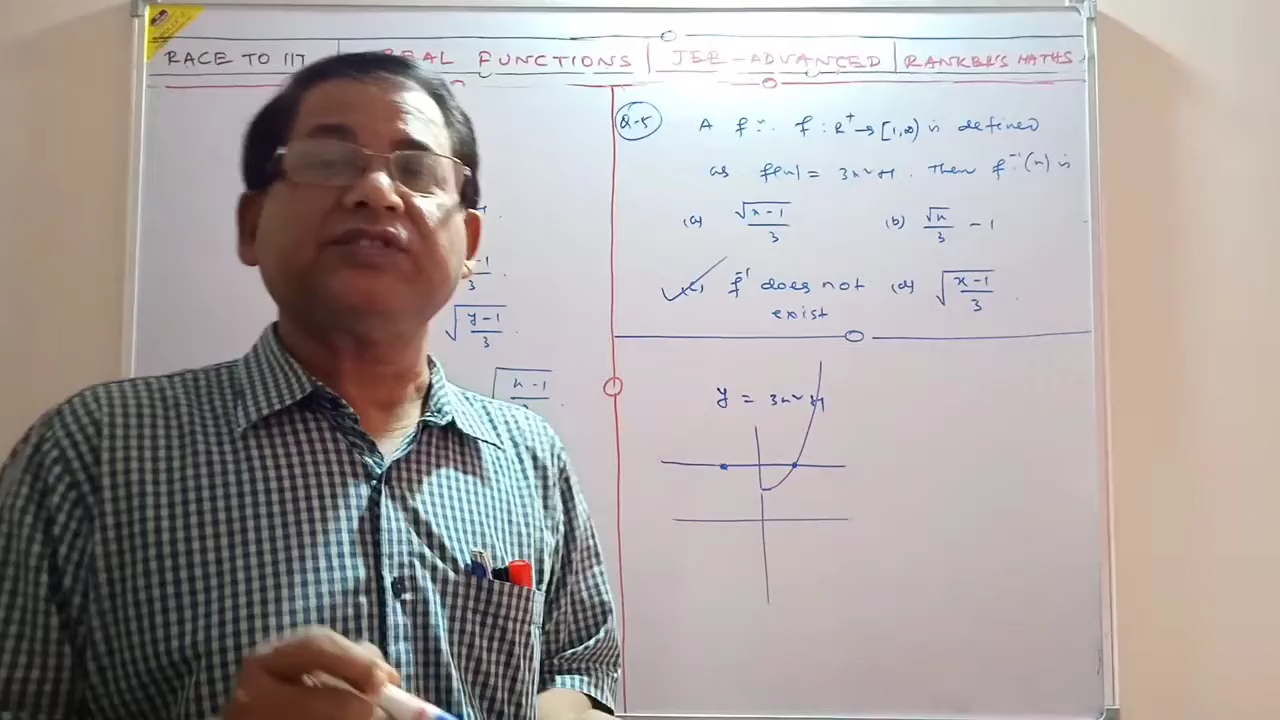 RACE TO IIT
REAL FUNCTIONS
JEE - ADVANCED
RANKER'S MATHS
Q-5
A f : R⁺ → [1, ∞) is defined
as f(x) = 3x²+1. Then f⁻¹(x) is
(a) √(x-1)/3
(b) √x/3 - 1
(c) f⁻¹ does not exist
(d) √((x-1)/3)
y = 3x²+1
-1/3
√((y-1)/3)
x-1